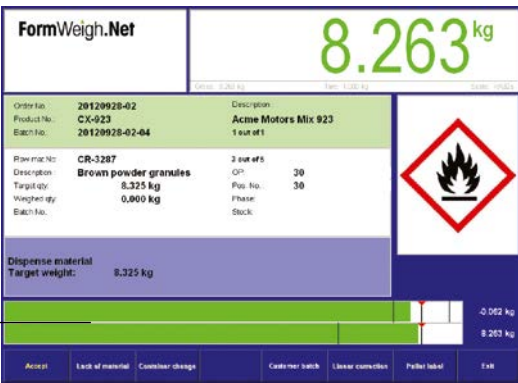 FormWeigh.Net
8.263 kg
Order No. 20120928-02 Description:
Product No.: CX-923 Acme Motors Mix 923
Batch No.: 20120928-02-04 1 out of 1
Raw mat.No: CR-3287 3 out of 5
Description: Brown powder granules OP: 30
Target qty: 8.325 kg Pos. No. 30
Weighed qty: 0.000 kg Phase:
Batch No. Stock:
Dispense material
Target weight: 8.325 kg
-0.062 kg
8.263 kg
Accept Lack of material Container change Customer batch Linear correction Pallet label Exit